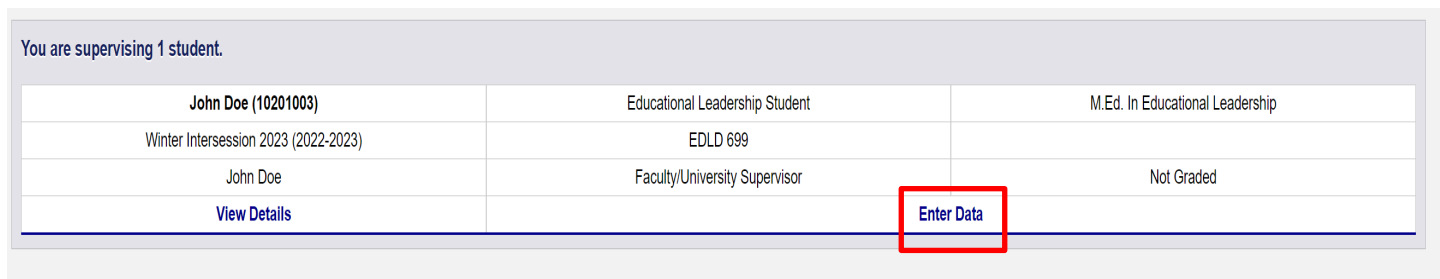 You are supervising 1 student.
John Doe (10201003) Educational Leadership Student M.Ed. In Educational Leadership
Winter Intersession 2023 (2022-2023) EDLD 699
John Doe Faculty/University Supervisor Not Graded
View Details Enter Data